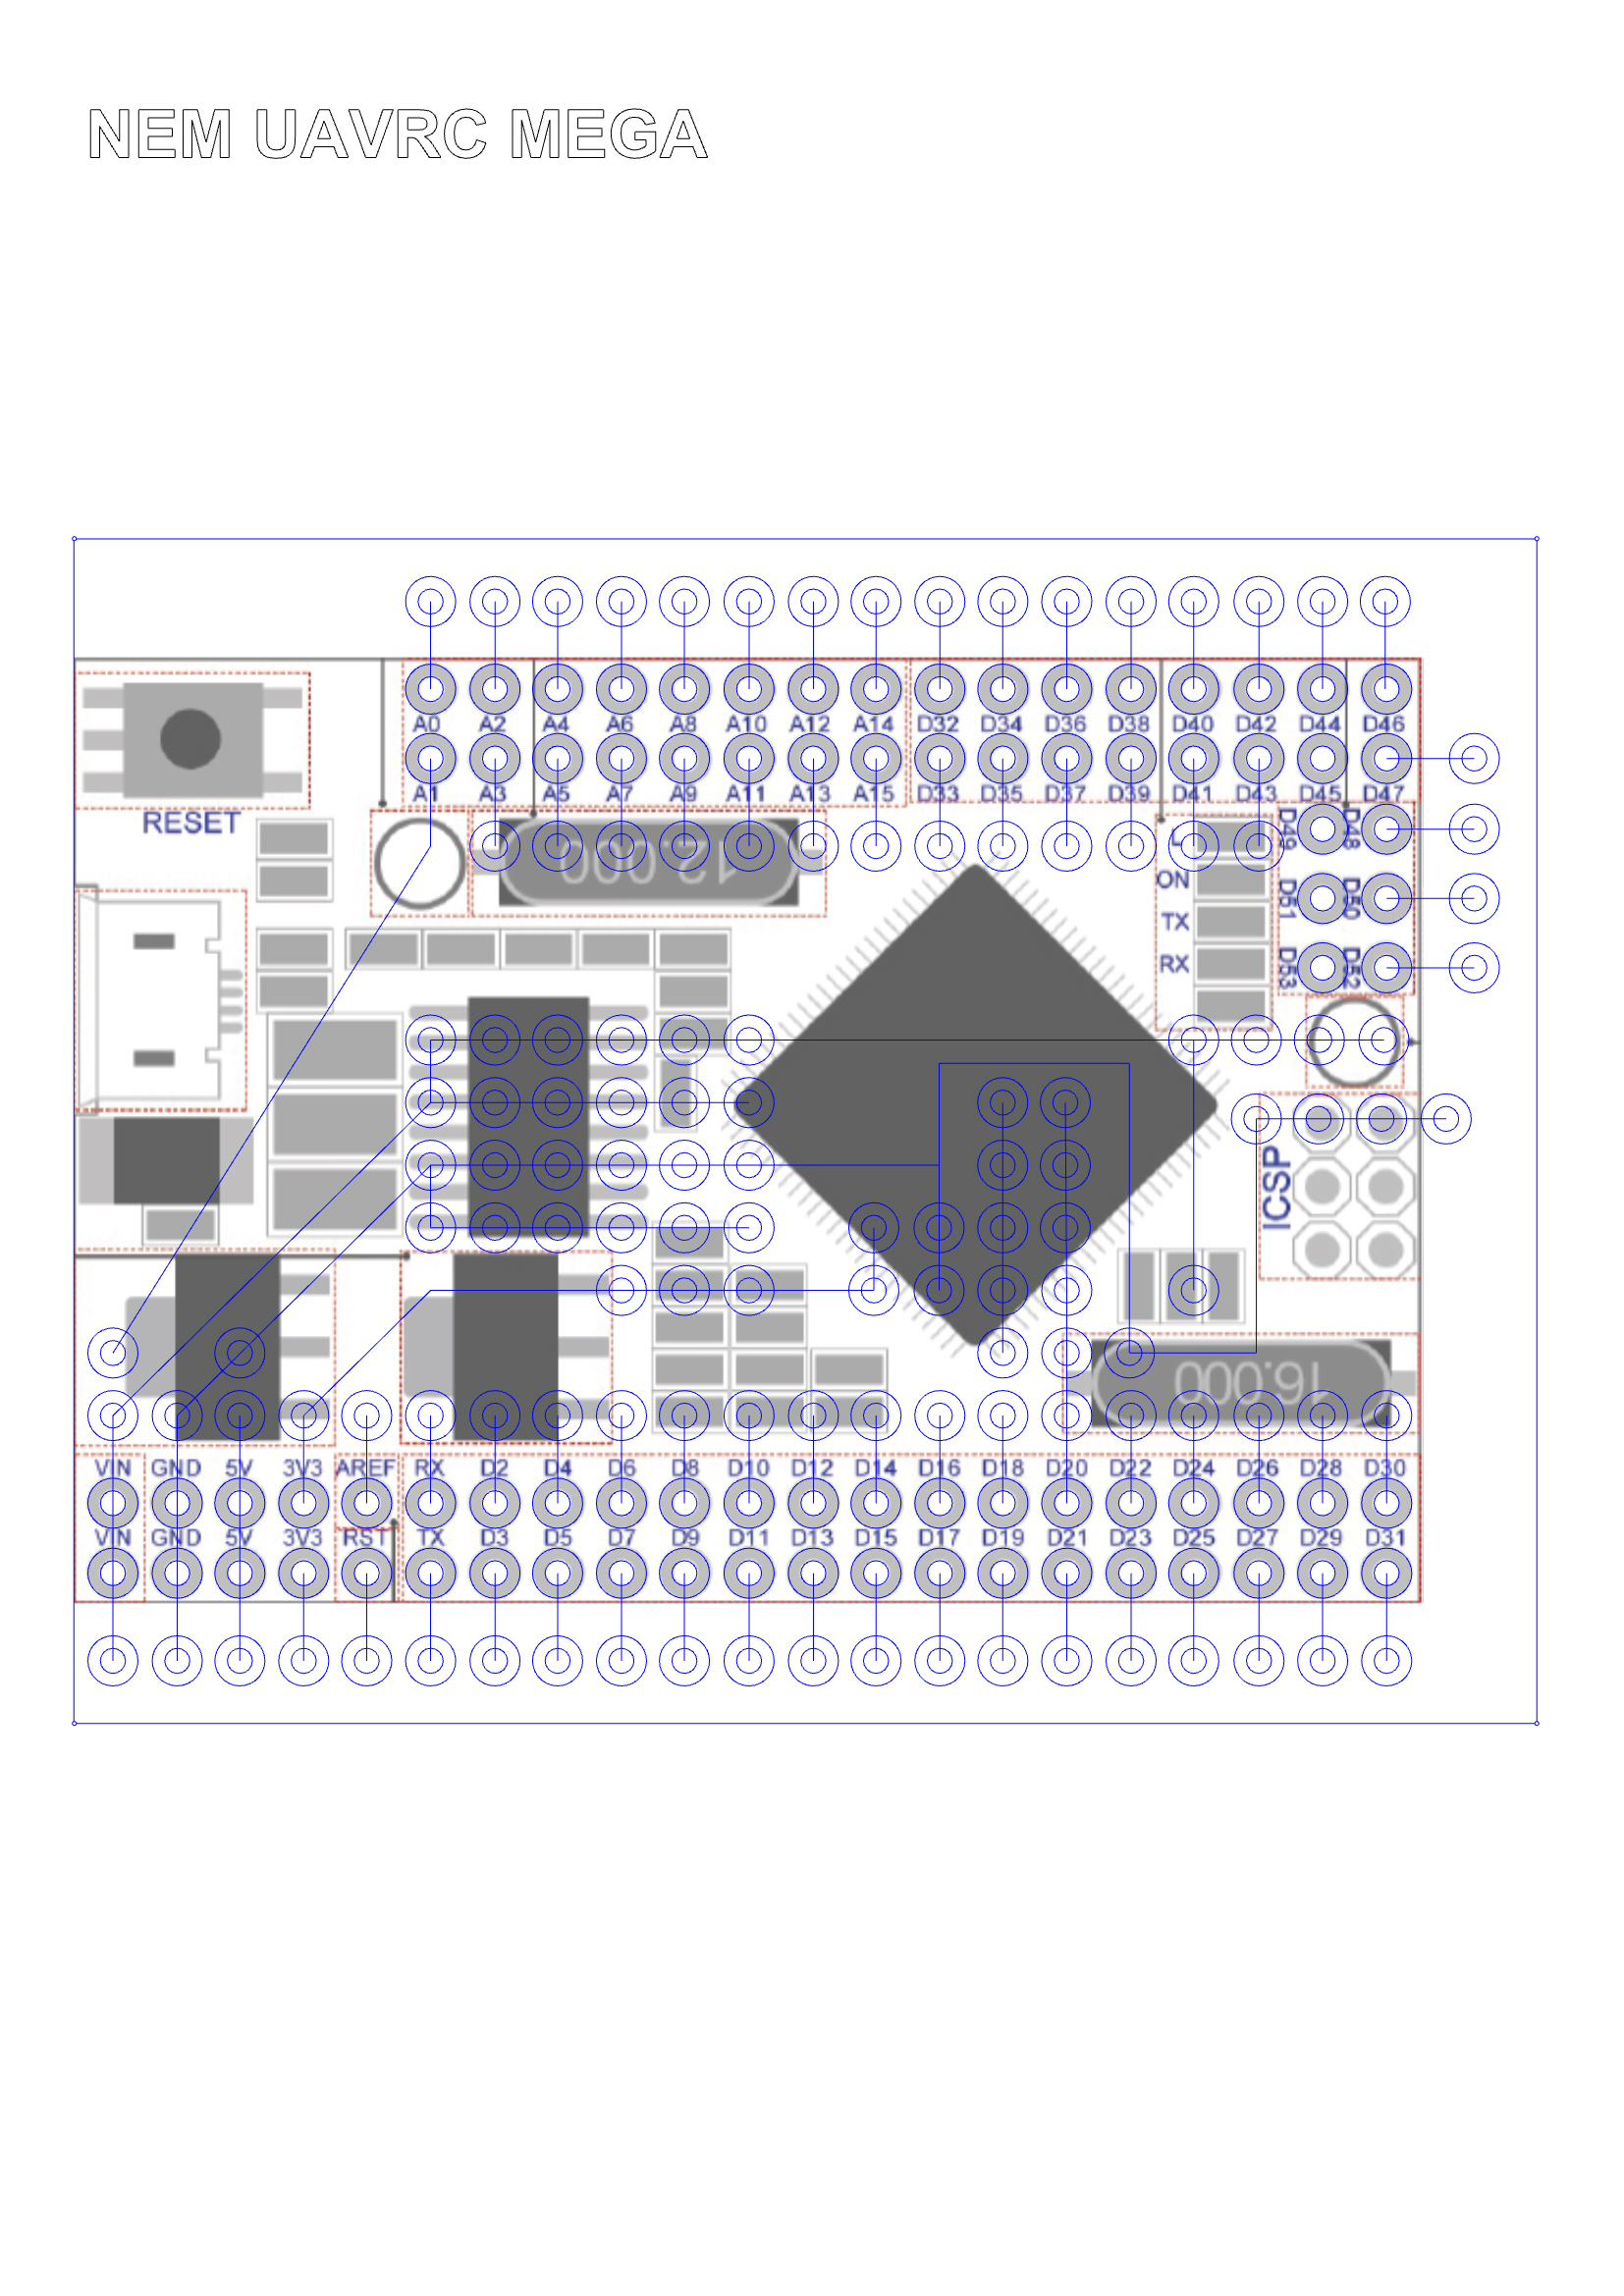 NEM UAVRC MEGA
A0 A2 A4 A6 A8 A10 A12 A14 D32 D34 D36 D38 D40 D42 D44 D46
A1 A3 A5 A7 A9 A11 A13 A15 D33 D35 D37 D39 D41 D43 D45 D47
RESET
12.000
L
ON
TX
RX
D49 D48
D51 D50
D53 D52
ICSP
16.000
VIN GND 5V 3V3 AREF RX D2 D4 D6 D8 D10 D12 D14 D16 D18 D20 D22 D24 D26 D28 D30
VIN GND 5V 3V3 RST TX D3 D5 D7 D9 D11 D13 D15 D17 D19 D21 D23 D25 D27 D29 D31